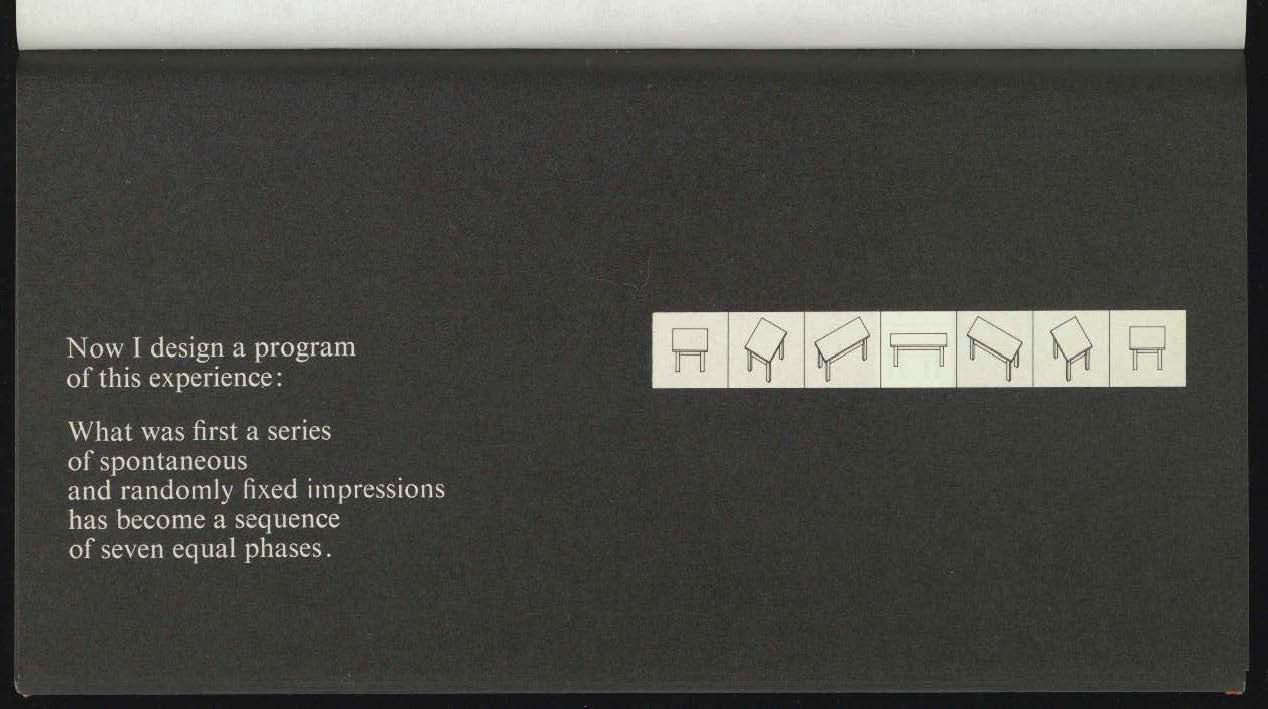 Now I design a program
of this experience:
What was first a series
of spontaneous
and randomly fixed impressions
has become a sequence
of seven equal phases.